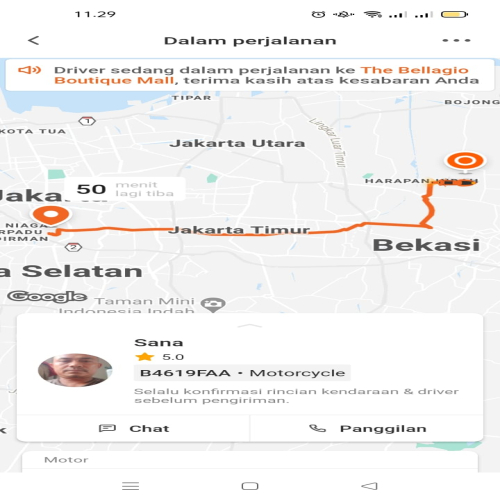 11.29
Dalam perjalanan
Driver sedang dalam perjalanan ke The Bellagio
Boutique Mall, terima kasih atas kesabaran Anda
TIPAR
BOJONG
1
KOTA TUA
Lingkar Luar Timur
Jakarta Utara
HARAPAN
50 menit
lagi tiba
NIAGA
RPADU
DIRMAN
Jakarta Timur
2
Bekasi
a Selatan
Google
Taman Mini
Indonesia Indah
Sana
5.0
B4619FAA • Motorcycle
Selalu konfirmasi rincian kendaraan & driver
sebelum pengiriman.
Chat
Panggilan
Motor